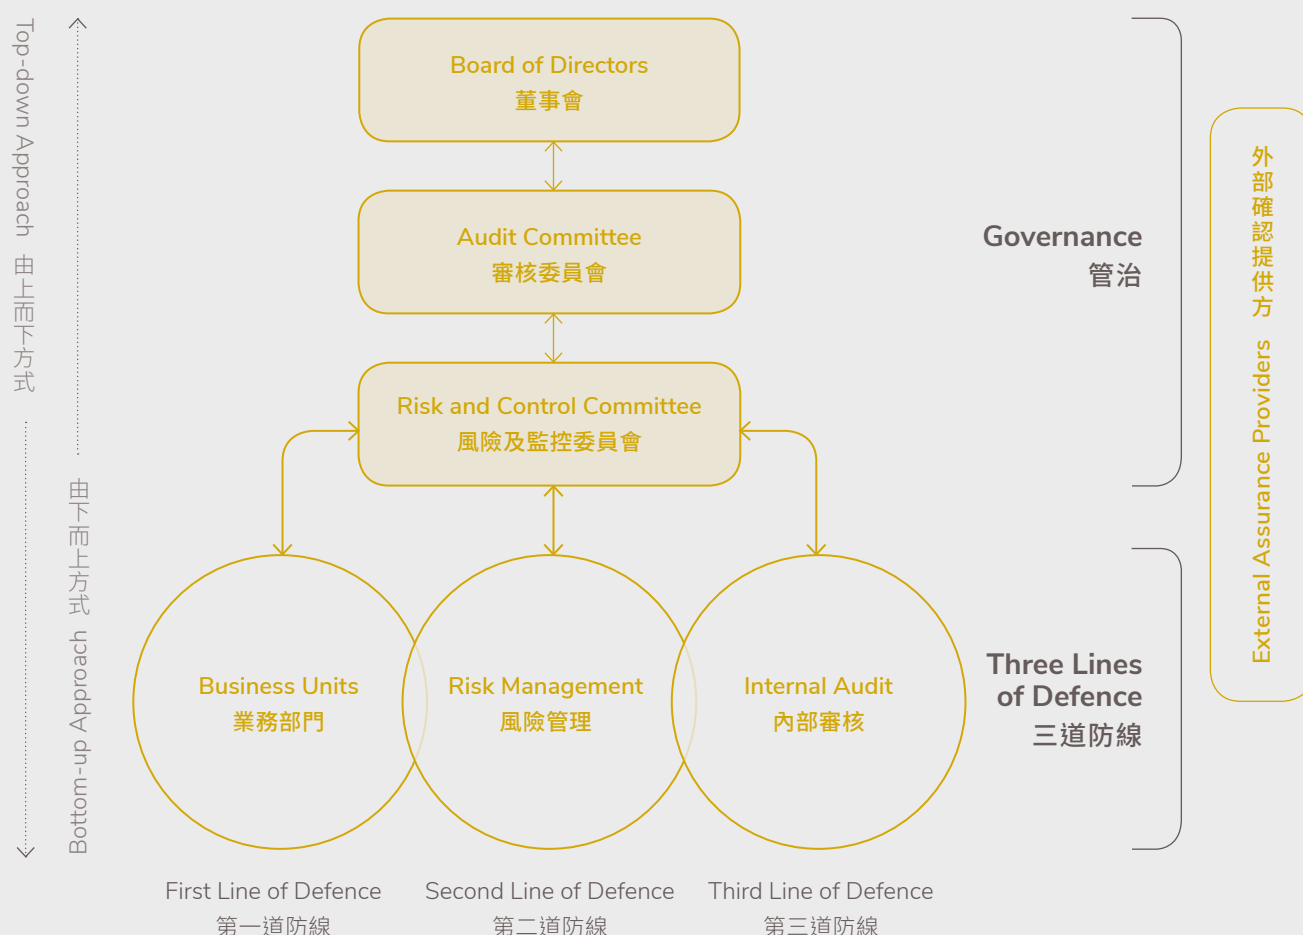 Top-down Approach 由上而下方式
由下而上方式
Bottom-up Approach
Board of Directors
董事會
Audit Committee
審核委員會
Risk and Control Committee
風險及監控委員會
Governance
管治
外部確認提供方
External Assurance Providers
Business Units
業務部門
Risk Management
風險管理
Internal Audit
內部審核
Three Lines
of Defence
三道防線
First Line of Defence
第一道防線
Second Line of Defence
第二道防線
Third Line of Defence
第三道防線